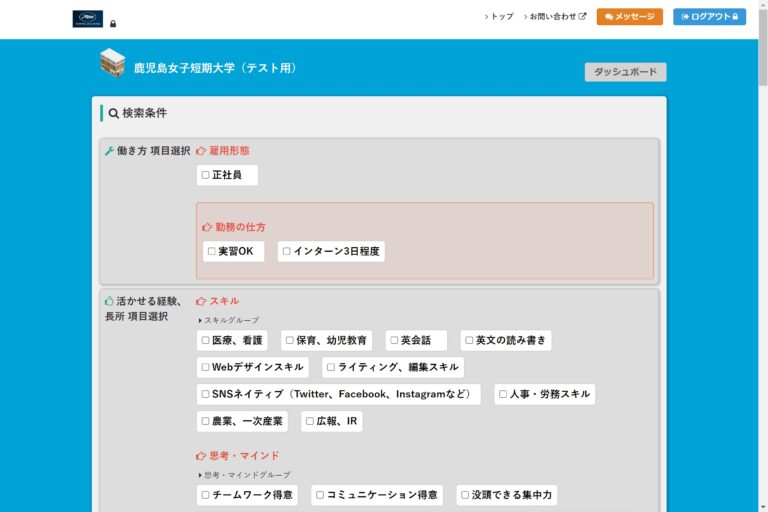 トップ お問い合わせ メッセージ ログアウト
鹿児島女子短期大学（テスト用）
ダッシュボード
検索条件
働き方 項目選択 雇用形態
正社員
勤務の仕方
実習OK インターン3日程度
活かせる経験、 スキル
長所 項目選択
スキルグループ
医療、看護 保育、幼児教育 英会話 英文の読み書き
Webデザインスキル ライティング、編集スキル
SNSネイティブ（Twitter、Facebook、Instagramなど） 人事・労務スキル
農業、一次産業 広報、IR
思考・マインド
思考・マインドグループ
チームワーク得意 コミュニケーション得意 没頭できる集中力